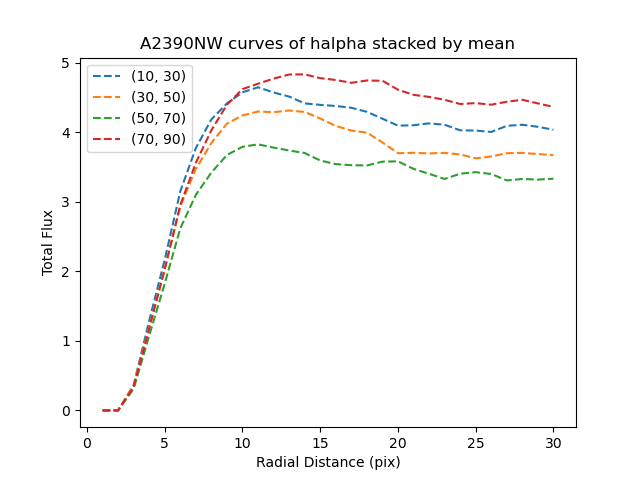 A2390NW curves of halpha stacked by mean
5
4
3
2
1
0
Total Flux
(10, 30)
(30, 50)
(50, 70)
(70, 90)
0 5 10 15 20 25 30
Radial Distance (pix)